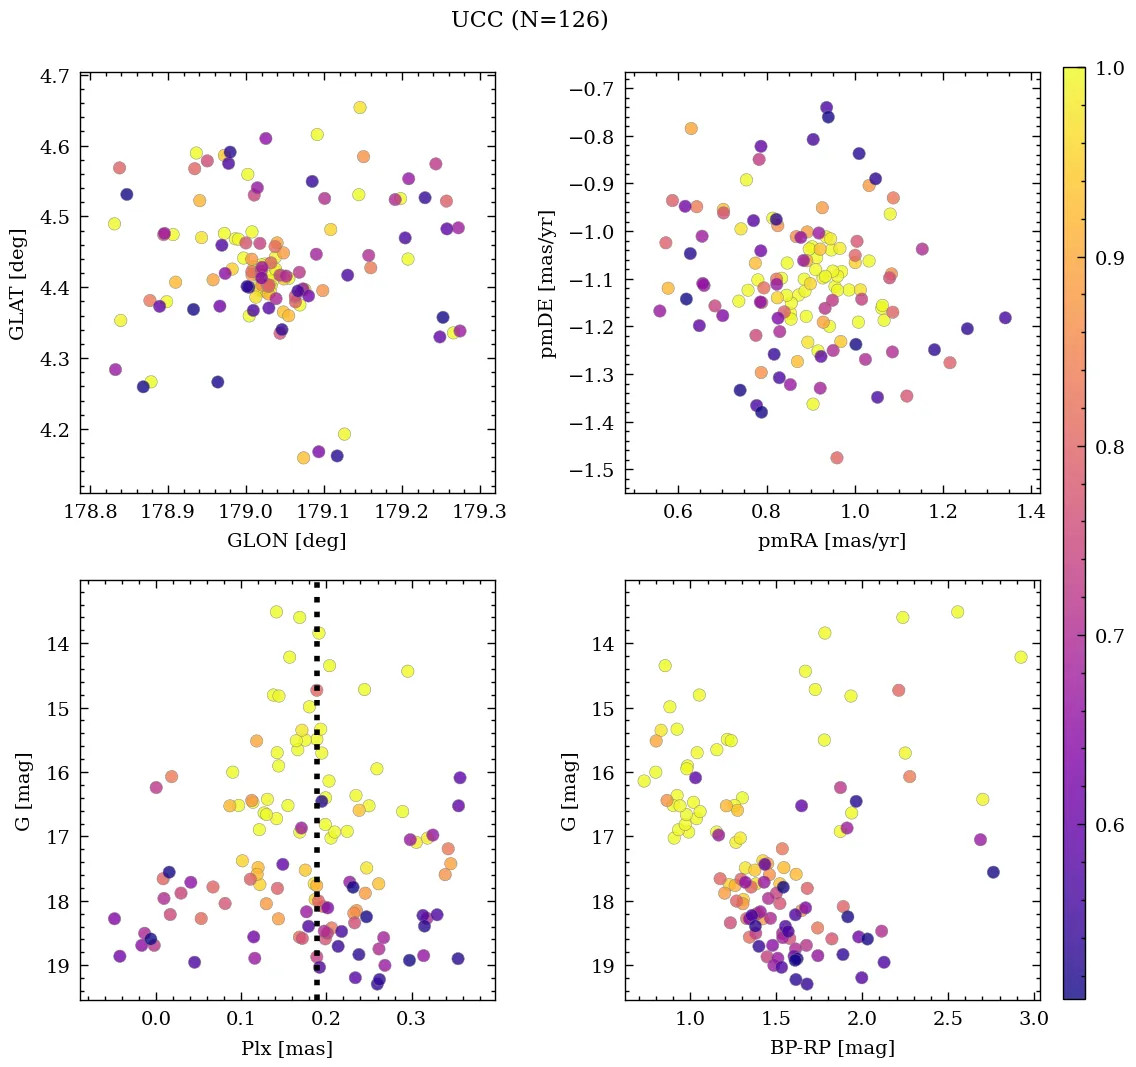 UCC (N=126)
4.7
4.6
4.5
4.4
4.3
4.2
GLAT [deg]
178.8 178.9 179.0 179.1 179.2 179.3
GLON [deg]
−0.7
−0.8
−0.9
−1.0
−1.1
−1.2
−1.3
−1.4
−1.5
pmDE [mas/yr]
0.6 0.8 1.0 1.2 1.4
pmRA [mas/yr]
1.0
0.9
0.8
0.7
0.6
14
15
16
17
18
19
G [mag]
0.0 0.1 0.2 0.3
Plx [mas]
14
15
16
17
18
19
G [mag]
1.0 1.5 2.0 2.5 3.0
BP-RP [mag]